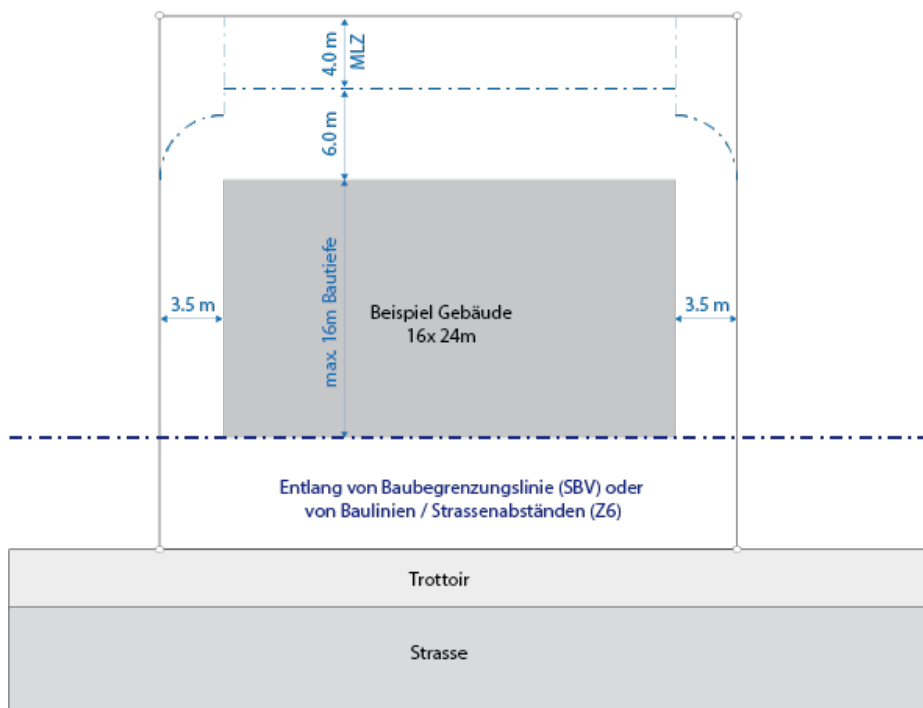 4.0 m
MLZ
6.0 m
max. 16m Bautiefe
3.5 m
3.5 m
Beispiel Gebäude
16x 24m
Entlang von Baubegrenzungslinie (SBV) oder
von Baulinien / Strassenabständen (Z6)
Trottoir
Strasse